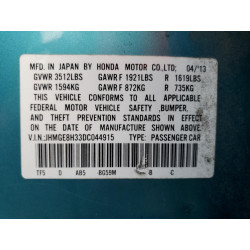 MFD. IN JAPAN BY HONDA MOTOR CO.,LTD. 04/13
GVWR 3512LBS GAWR F 1921LBS R 1619LBS
GVWR 1594KG GAWR F 872KG R 735KG
THIS VEHICLE CONFORMS TO ALL APPLICABLE
FEDERAL MOTOR VEHICLE SAFETY ,BUMPER,
AND THEFT PREVENTION STANDARDS IN EFFECT
ON THE DATE OF MANUFACTURE SHOWN ABOVE.
V.I.N.:JHMGE8H33DC044915 TYPE: PASSENGER CAR
TF5 D ABS BG59M B C